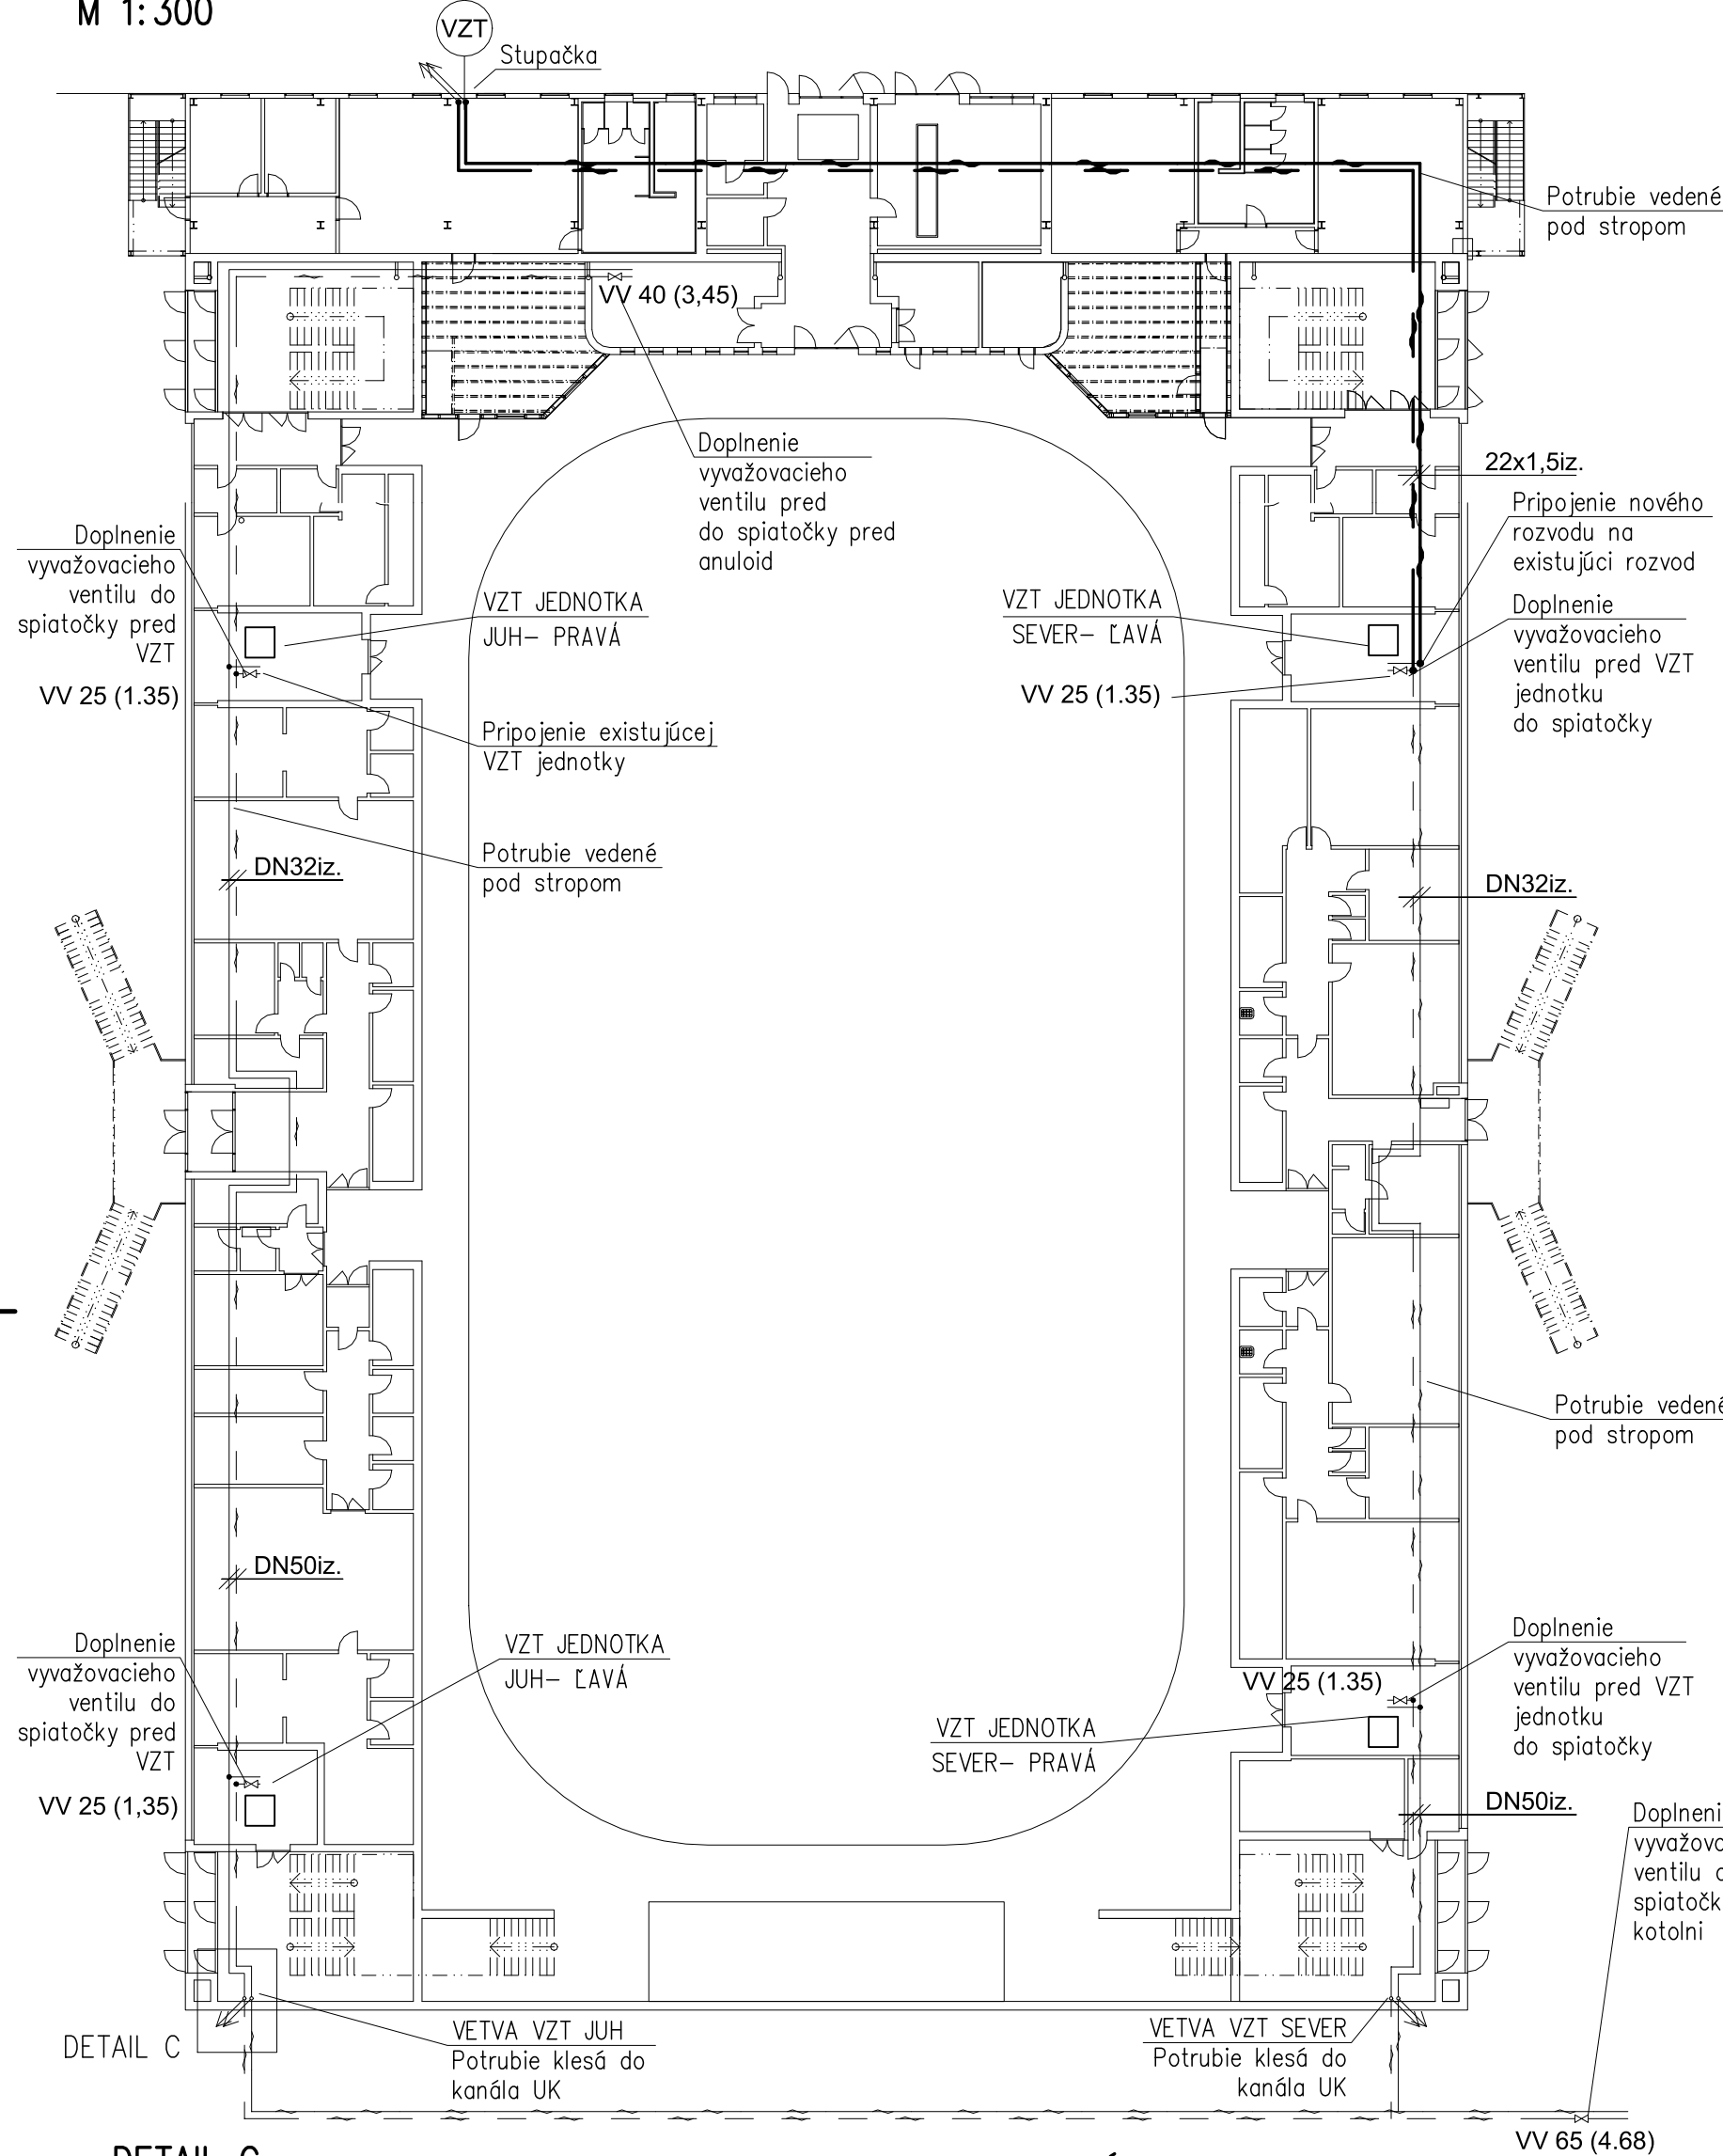 M 1:300
VZT
Stupačka
Potrubie vedené
pod stropom
VV 40 (3,45)
Doplnenie
vyvažovacieho
ventilu pred
do spiatočky pred
anuloid
22x1,5iz.
Pripojenie nového
rozvodu na
existujúci rozvod
Doplnenie
vyvažovacieho
ventilu do
spiatočky pred
VZT
VV 25 (1.35)
VZT JEDNOTKA
JUH- PRAVÁ
VZT JEDNOTKA
SEVER- ĽAVÁ
VV 25 (1.35)
Doplnenie
vyvažovacieho
ventilu pred VZT
jednotku
do spiatočky
Pripojenie existujúcej
VZT jednotky
Potrubie vedené
pod stropom
DN32iz.
DN32iz.
Potrubie vedené
pod stropom
DN50iz.
Doplnenie
vyvažovacieho
ventilu do
spiatočky pred
VZT
VV 25 (1,35)
VZT JEDNOTKA
JUH- ĽAVÁ
VV 25 (1.35)
VZT JEDNOTKA
SEVER- PRAVÁ
Doplnenie
vyvažovacieho
ventilu pred VZT
jednotku
do spiatočky
DN50iz.
Doplneni
vyvažova
ventilu d
spiatočk
kotolni
DETAIL C
VETVA VZT JUH
Potrubie klesá do
kanála UK
VETVA VZT SEVER
Potrubie klesá do
kanála UK
VV 65 (4.68)
DETAIL C